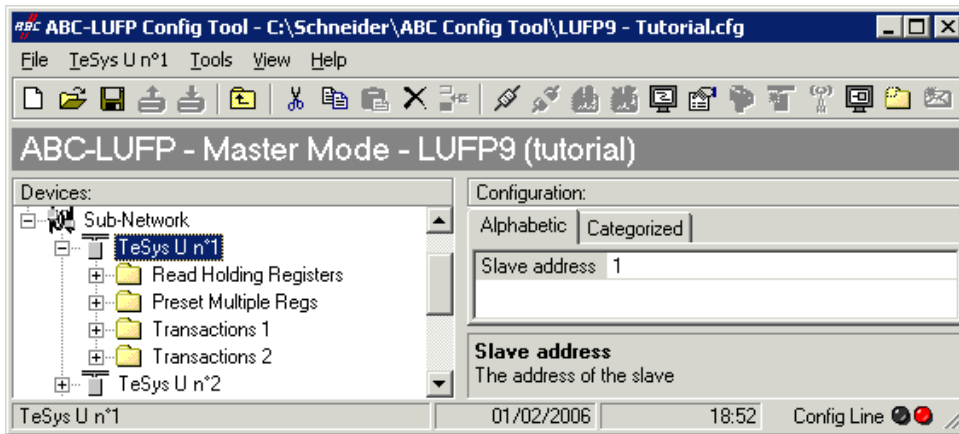 ABC ABC-LUFP Config Tool - C:\Schneider\ABC Config Tool\LUFP9 - Tutorial.cfg
File TeSys U n°1 Tools View Help
ABC-LUFP - Master Mode - LUFP9 (tutorial)
Devices:
Sub-Network
TeSys U n°1
Read Holding Registers
Preset Multiple Regs
Transactions 1
Transactions 2
TeSys U n°2
Configuration:
Alphabetic Categorized
Slave address 1
Slave address
The address of the slave
TeSys U n°1 01/02/2006 18:52 Config Line